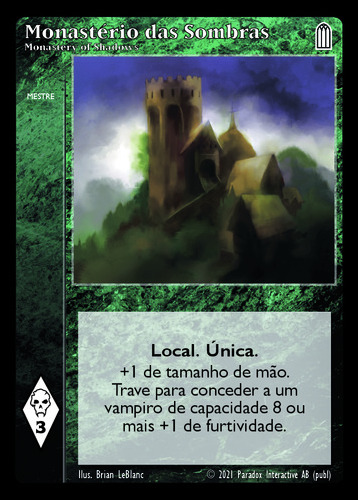 Monastério das Sombras
Monastery of Shadows
MESTRE
Local. Única.
+1 de tamanho de mão.
Trave para conceder a um
vampiro de capacidade 8 ou
mais +1 de furtividade.
3
Ilus. Brian LeBlanc
© 2021 Paradox Interactive AB (publ)